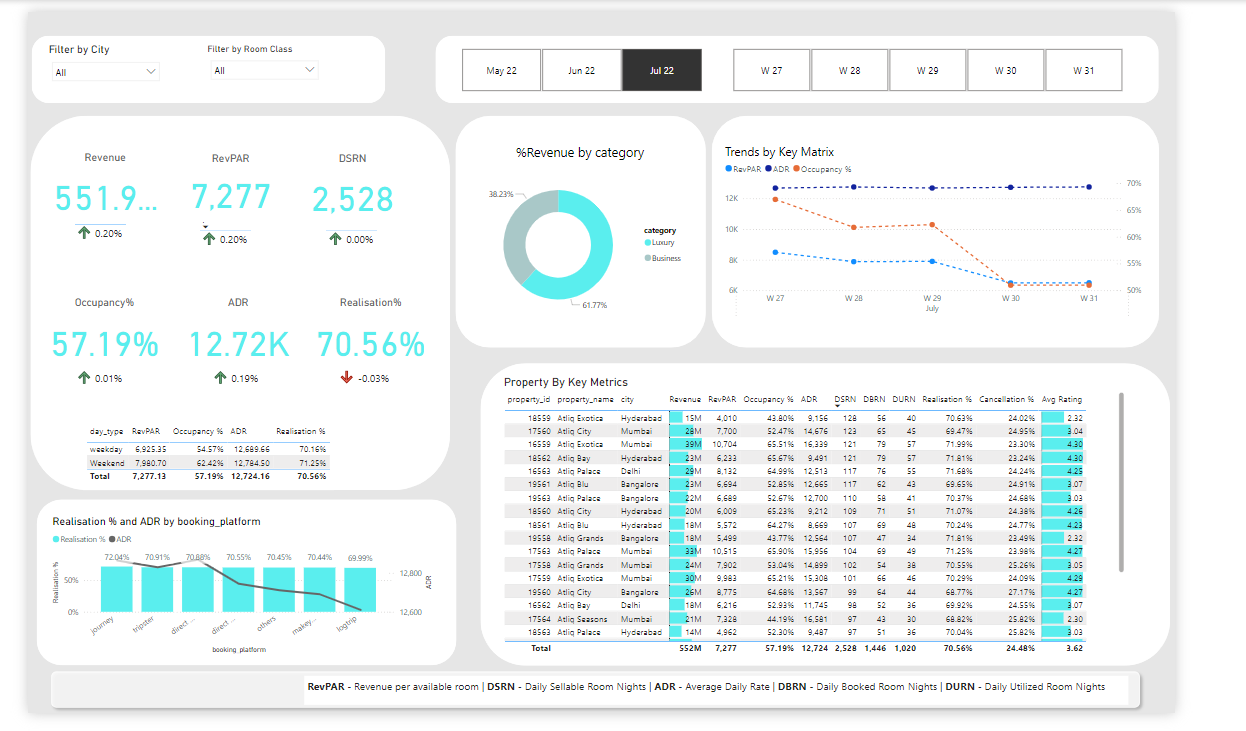 Filter by City
All
Filter by Room Class
All
May 22 Jun 22 Jul 22
W 27 W 28 W 29 W 30 W 31
Revenue RevPAR DSRN
551.9... 7,277 2,528
0.20% 0.20% 0.00%
Occupancy% ADR Realisation%
57.19% 12.72K 70.56%
0.01% 0.19% -0.03%
day_type RevPAR Occupancy % ADR Realisation %
weekday 6,925.35 54.57% 12,689.66 70.16%
Weekend 7,980.70 62.42% 12,784.50 71.25%
Total 7,277.13 57.19% 12,724.16 70.56%
%Revenue by category
38.23%
61.77%
category
Luxury
Business
Trends by Key Matrix
RevPAR ADR Occupancy %
12K
10K
8K
6K
70%
65%
60%
55%
50%
W 27 W 28 W 29 W 30 W 31
July
Property By Key Metrics
property_id property_name city Revenue RevPAR Occupancy % ADR DSRN DBRN DURN Realisation % Cancellation % Avg Rating
18559 Atliq Exotica Hyderabad 15M 4,010 43.80% 9,156 128 56 40 70.63% 24.02% 2.32
17560 Atliq City Mumbai 28M 7,700 52.47% 14,676 123 65 45 69.47% 24.95% 3.04
16559 Atliq Exotica Mumbai 39M 10,704 65.51% 16,339 121 79 57 71.99% 23.30% 4.30
18562 Atliq Bay Hyderabad 23M 6,233 65.67% 9,491 121 79 57 71.81% 23.24% 4.30
16563 Atliq Palace Delhi 29M 8,132 64.99% 12,513 117 76 55 71.68% 24.24% 4.25
19561 Atliq Blu Bangalore 23M 6,694 52.85% 12,665 117 62 43 69.65% 24.91% 3.07
19563 Atliq Palace Bangalore 22M 6,689 52.67% 12,700 110 58 41 70.37% 24.68% 3.03
18560 Atliq City Hyderabad 20M 6,009 65.23% 9,212 109 71 51 71.07% 24.38% 4.26
18561 Atliq Blu Hyderabad 18M 5,572 64.27% 8,669 107 69 48 70.24% 24.77% 4.23
19558 Atliq Grands Bangalore 18M 5,499 43.77% 12,564 107 47 34 71.81% 23.49% 2.32
17563 Atliq Palace Mumbai 33M 10,515 65.90% 15,956 104 69 49 71.25% 23.98% 4.27
17558 Atliq Grands Mumbai 24M 7,902 53.04% 14,899 102 54 38 70.55% 25.26% 3.05
17559 Atliq Exotica Mumbai 30M 9,983 65.21% 15,308 101 66 46 70.29% 24.09% 4.29
19560 Atliq City Bangalore 26M 8,775 64.68% 13,567 99 64 44 68.77% 27.17% 4.27
16562 Atliq Bay Delhi 18M 6,216 52.93% 11,745 98 52 36 69.92% 24.55% 3.07
17564 Atliq Seasons Mumbai 21M 7,328 44.19% 16,581 97 43 30 68.82% 25.82% 2.30
18563 Atliq Palace Hyderabad 14M 4,962 52.30% 9,487 97 51 36 70.04% 25.82% 3.03
Total 552M 7,277 57.19% 12,724 2,528 1,446 1,020 70.56% 24.48% 3.62
Realisation % and ADR by booking_platform
Realisation % ADR
72.04% 70.91% 70.88% 70.55% 70.45% 70.44% 69.99%
Realisation %
50%
0%
12,800
12,600
ADR
journey tripster direct ... direct ... others makey... logtrip
booking_platform
RevPAR - Revenue per available room | DSRN - Daily Sellable Room Nights | ADR - Average Daily Rate | DBRN - Daily Booked Room Nights | DURN - Daily Utilized Room Nights